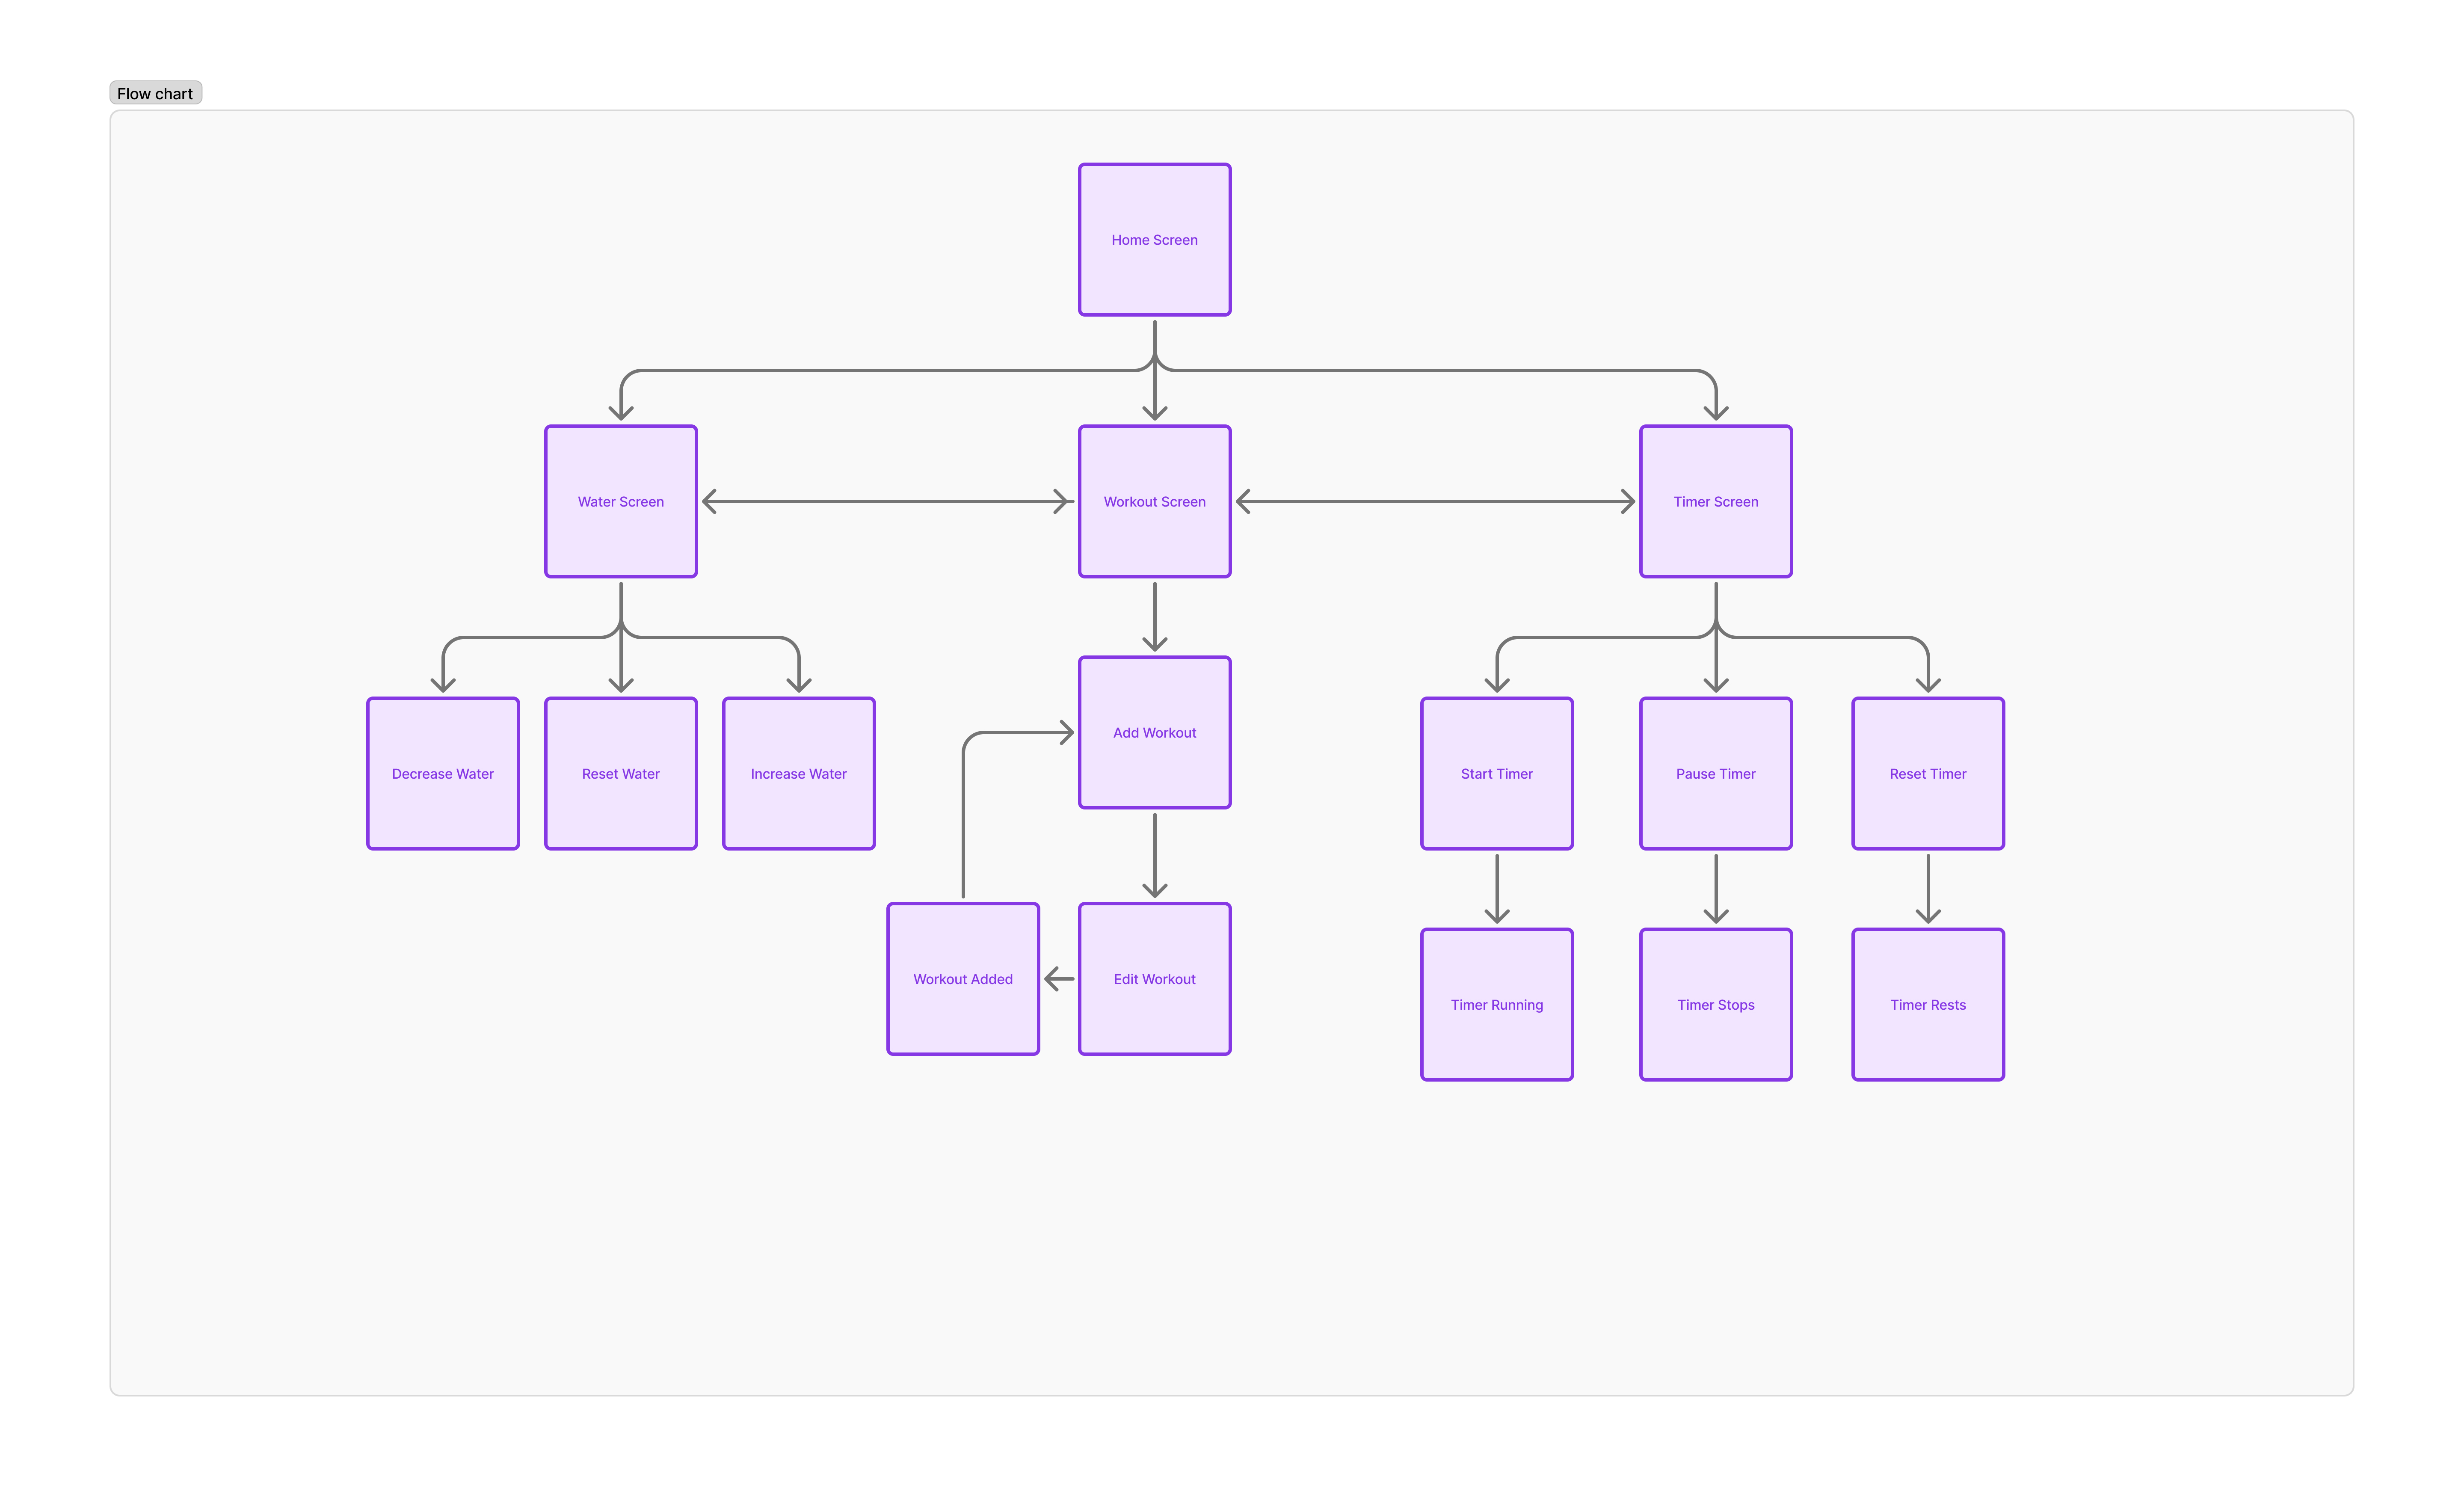 Flow chart
Home Screen
Water Screen
Workout Screen
Timer Screen
Decrease Water
Reset Water
Increase Water
Add Workout
Start Timer
Pause Timer
Reset Timer
Workout Added
Edit Workout
Timer Running
Timer Stops
Timer Rests